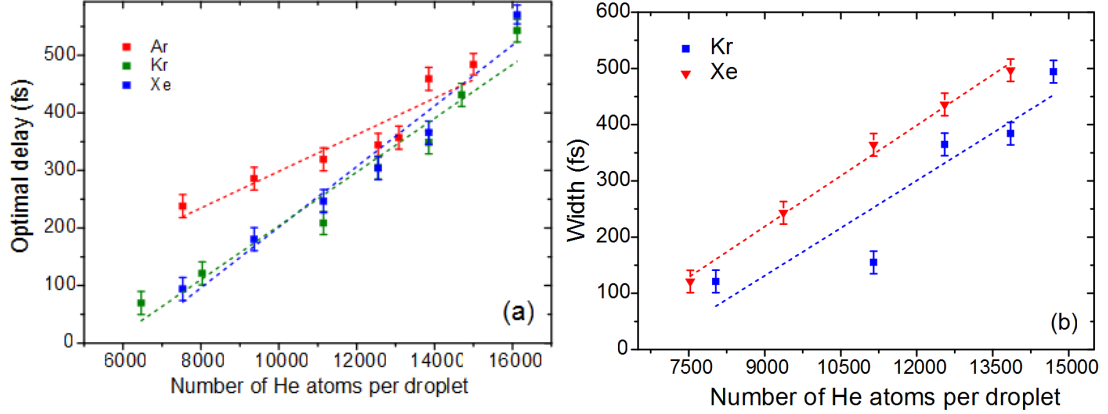 Optimal delay (fs)
500
400
300
200
100
0
Ar
Kr
Xe
(a)
6000 8000 10000 12000 14000 16000
Number of He atoms per droplet
Width (fs)
600
500
400
300
200
100
0
Kr
Xe
(b)
7500 9000 10500 12000 13500 15000
Number of He atoms per droplet